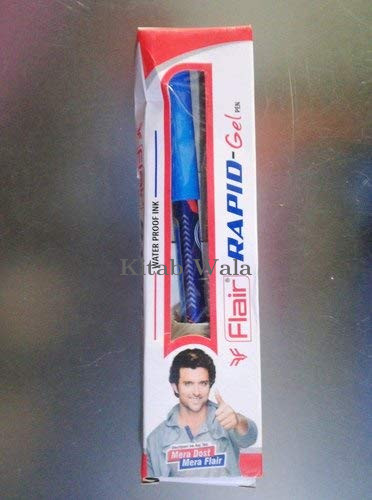 Flair®
RAPID-Gel PEN
WATER PROOF INK
Kitab Wala
Mera Dost
Mera Flair